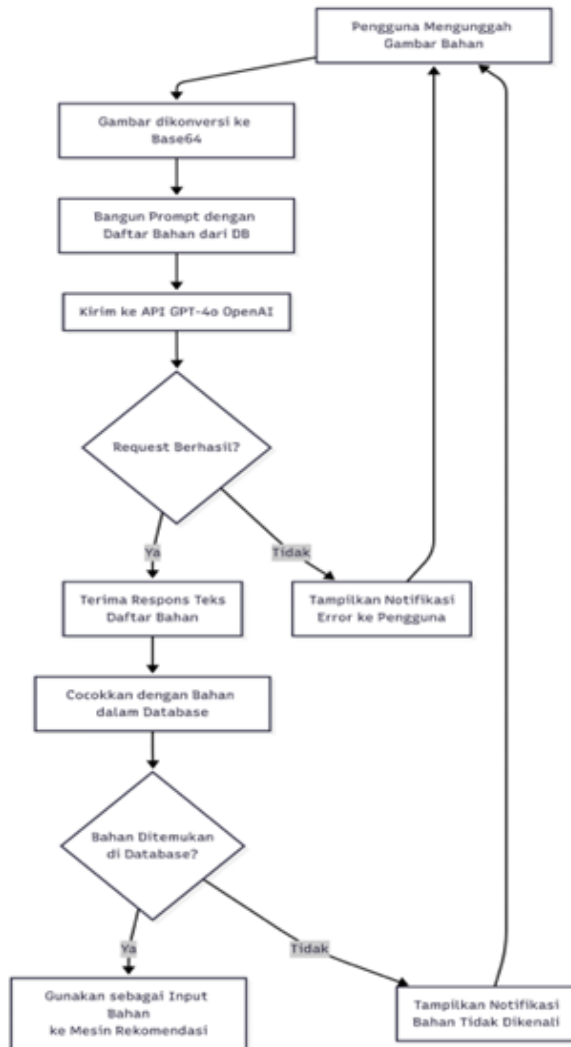 Pengguna Mengunggah
Gambar Bahan
Gambar dikonversi ke
Base64
Bangun Prompt dengan
Daftar Bahan dari DB
Kirim ke API GPT-4o OpenAI
Request Berhasil?
Ya
Tidak
Terima Respons Teks
Daftar Bahan
Tampilkan Notifikasi
Error ke Pengguna
Cocokkan dengan Bahan
dalam Database
Bahan Ditemukan
di Database?
Ya
Tidak
Gunakan sebagai Input
Bahan
ke Mesin Rekomendasi
Tampilkan Notifikasi
Bahan Tidak Dikenali